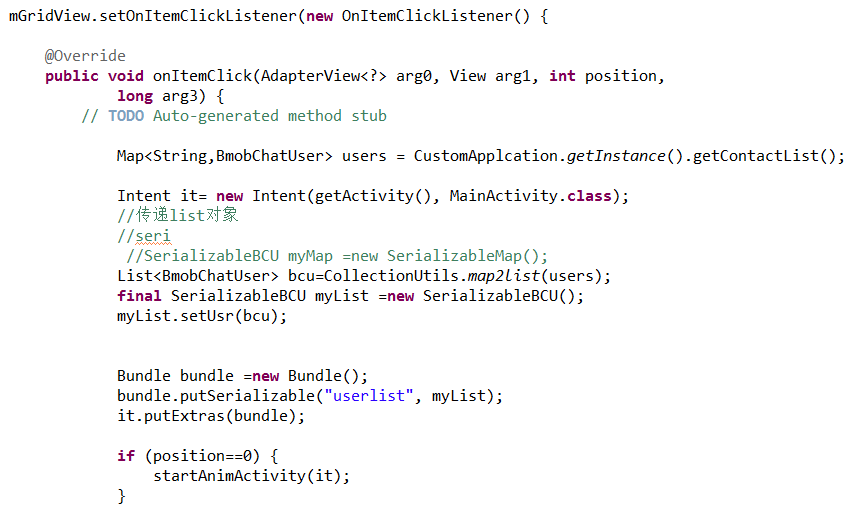 mGridView.setOnItemClickListener(new OnItemClickListener() {
@Override
public void onItemClick(AdapterView<?> arg0, View arg1, int position,
long arg3) {
// TODO Auto-generated method stub
Map<String,BmobChatUser> users = CustomApplcation.getInstance().getContactList();
Intent it= new Intent(getActivity(), MainActivity.class);
//传递list对象
//seri
//SerializableBCU myMap =new SerializableMap();
List<BmobChatUser> bcu=CollectionUtils.map2list(users);
final SerializableBCU myList =new SerializableBCU();
myList.setUsr(bcu);
Bundle bundle =new Bundle();
bundle.putSerializable("userlist", myList);
it.putExtras(bundle);
if (position==0) {
startAnimActivity(it);
}